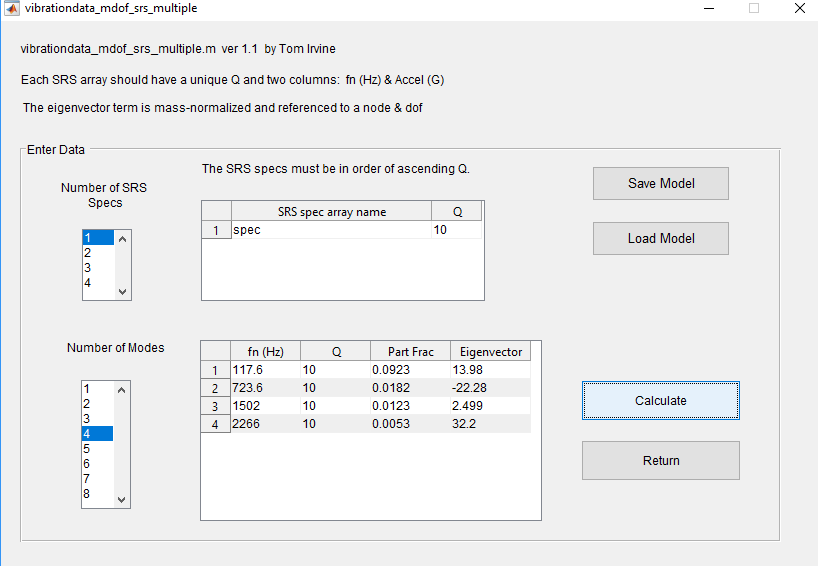 vibrationdata_mdof_srs_multiple
vibrationdata_mdof_srs_multiple.m ver 1.1 by Tom Irvine
Each SRS array should have a unique Q and two columns: fn (Hz) & Accel (G)
The eigenvector term is mass-normalized and referenced to a node & dof
Enter Data
The SRS specs must be in order of ascending Q.
Number of SRS
Specs
1
2
3
4
SRS spec array name Q
1 spec 10
Save Model
Load Model
Number of Modes
1
2
3
4
5
6
7
8
fn (Hz) Q Part Frac Eigenvector
1 117.6 10 0.0923 13.98
2 723.6 10 0.0182 -22.28
3 1502 10 0.0123 2.499
4 2266 10 0.0053 32.2
Calculate
Return